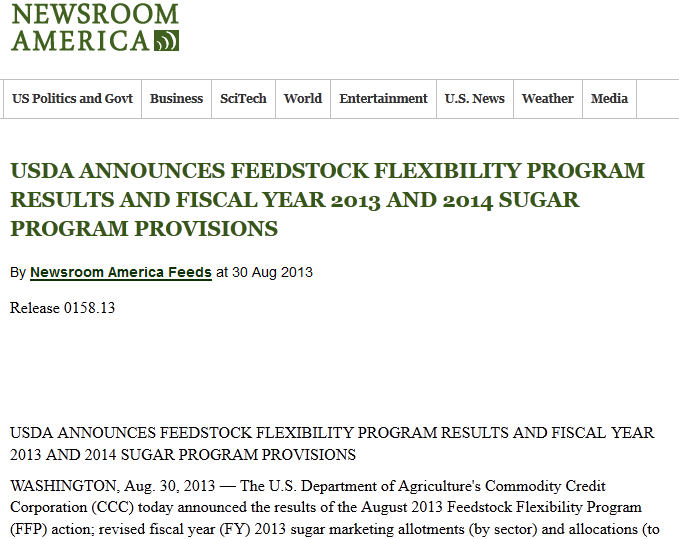 NEWSROOM
AMERICA
US Politics and Govt Business SciTech World Entertainment U.S. News Weather Media
USDA ANNOUNCES FEEDSTOCK FLEXIBILITY PROGRAM
RESULTS AND FISCAL YEAR 2013 AND 2014 SUGAR
PROGRAM PROVISIONS
By Newsroom America Feeds at 30 Aug 2013
Release 0158.13
USDA ANNOUNCES FEEDSTOCK FLEXIBILITY PROGRAM RESULTS AND FISCAL YEAR
2013 AND 2014 SUGAR PROGRAM PROVISIONS
WASHINGTON, Aug. 30, 2013 — The U.S. Department of Agriculture's Commodity Credit
Corporation (CCC) today announced the results of the August 2013 Feedstock Flexibility Program
(FFP) action; revised fiscal year (FY) 2013 sugar marketing allotments (by sector) and allocations (to